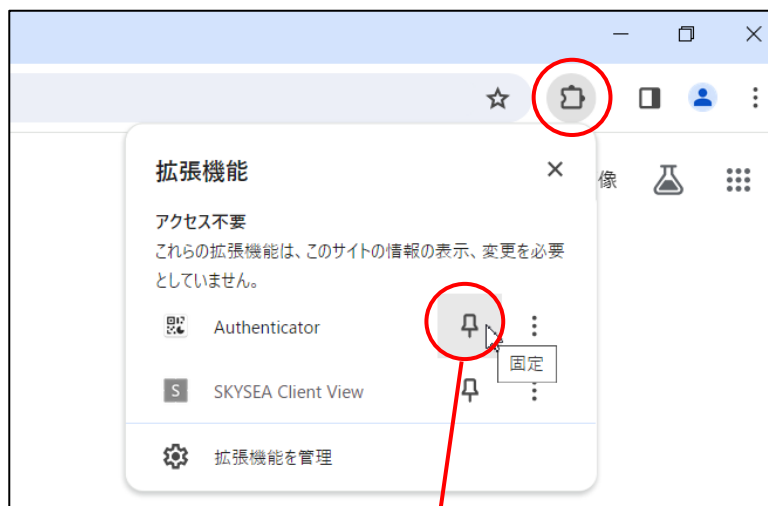 像
拡張機能
アクセス不要
これらの拡張機能は、このサイトの情報の表示、変更を必要
としていません。
Authenticator
固定
S SKYSEA Client View
拡張機能を管理